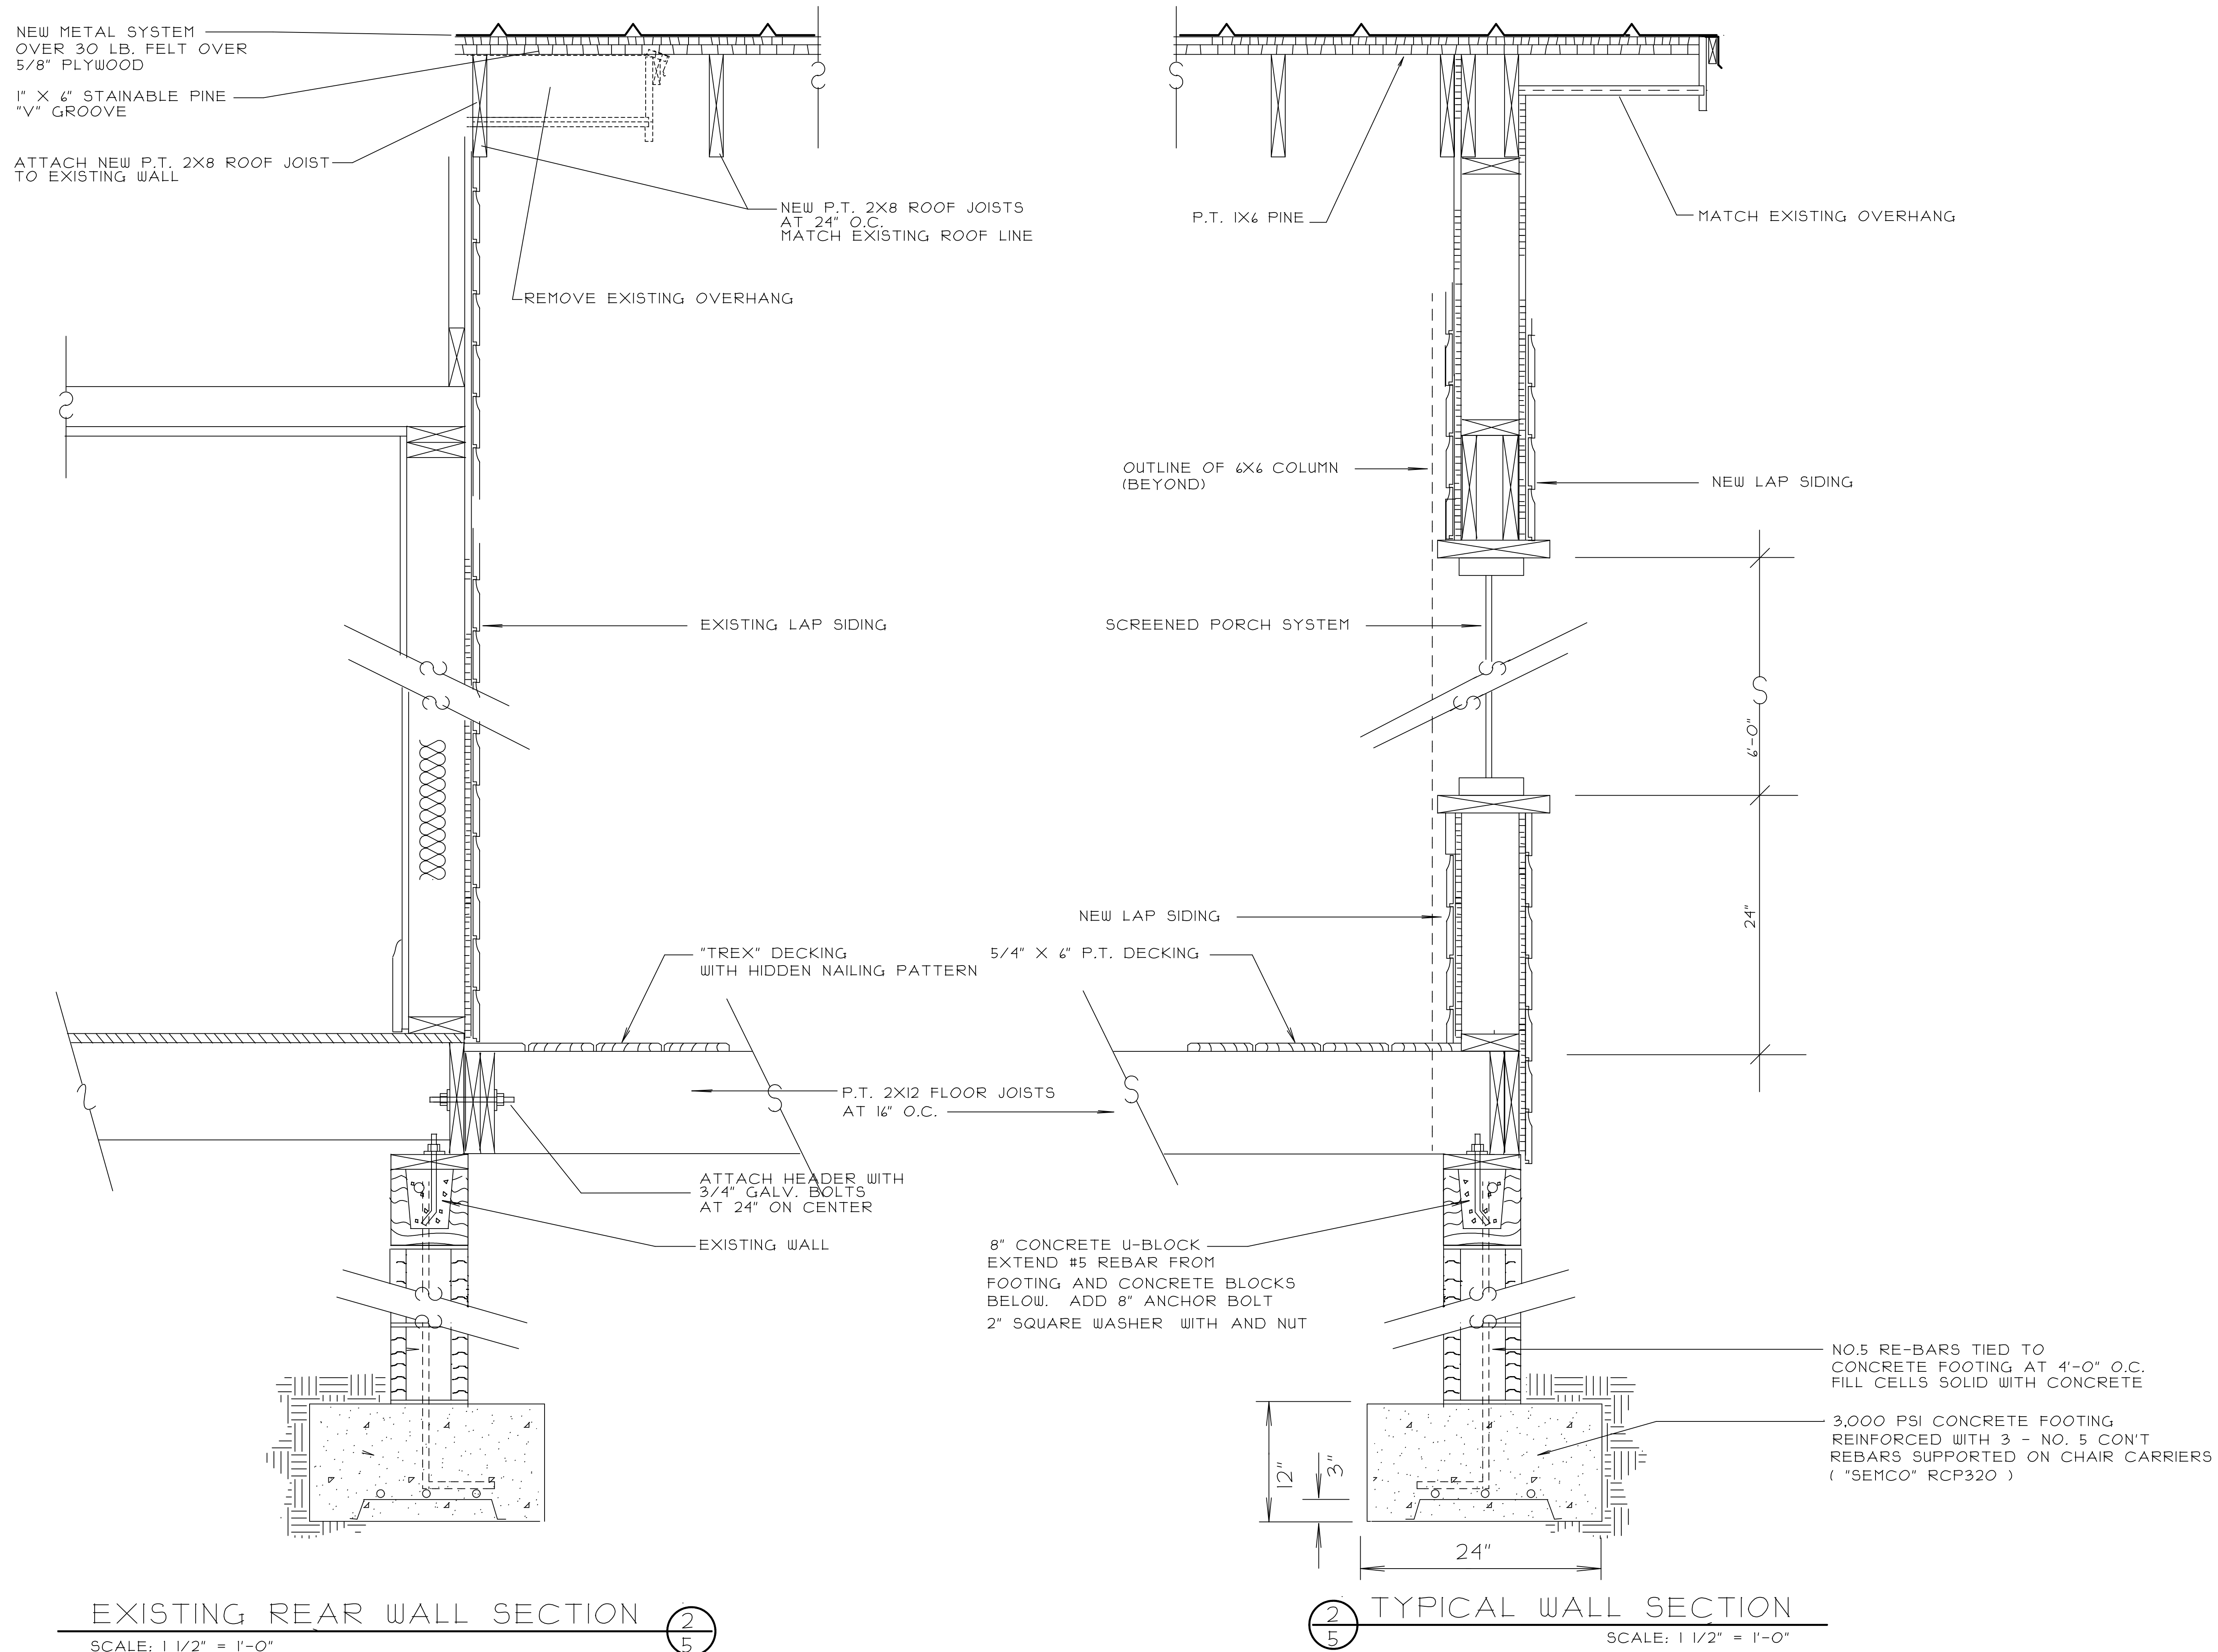 NEW METAL SYSTEM
OVER 30 LB. FELT OVER
5/8" PLYWOOD
1" X 6" STAINABLE PINE
"V" GROOVE
ATTACH NEW P.T. 2X8 ROOF JOIST
TO EXISTING WALL
NEW P.T. 2X8 ROOF JOISTS
AT 24" O.C.
MATCH EXISTING ROOF LINE
REMOVE EXISTING OVERHANG
EXISTING LAP SIDING
"TREX" DECKING
WITH HIDDEN NAILING PATTERN
P.T. 2X12 FLOOR JOISTS
AT 16" O.C.
ATTACH HEADER WITH
3/4" GALV. BOLTS
AT 24" ON CENTER
EXISTING WALL
EXISTING REAR WALL SECTION
2
5
SCALE: 1 1/2" = 1'-0"
P.T. 1X6 PINE
MATCH EXISTING OVERHANG
OUTLINE OF 6X6 COLUMN
(BEYOND)
NEW LAP SIDING
SCREENED PORCH SYSTEM
6'-0"
24"
NEW LAP SIDING
5/4" X 6" P.T. DECKING
8" CONCRETE U-BLOCK
EXTEND #5 REBAR FROM
FOOTING AND CONCRETE BLOCKS
BELOW. ADD 8" ANCHOR BOLT
2" SQUARE WASHER WITH AND NUT
NO.5 RE-BARS TIED TO
CONCRETE FOOTING AT 4'-0" O.C.
FILL CELLS SOLID WITH CONCRETE
3,000 PSI CONCRETE FOOTING
REINFORCED WITH 3 - NO. 5 CON'T
REBARS SUPPORTED ON CHAIR CARRIERS
( "SEMCO" RCP320 )
12"
3"
24"
2
5
TYPICAL WALL SECTION
SCALE: 1 1/2" = 1'-0"